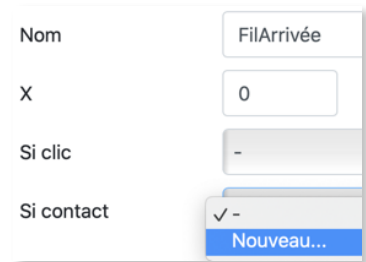 Nom FilArrivée
X 0
Si clic -
Si contact ✓ -
Nouveau...